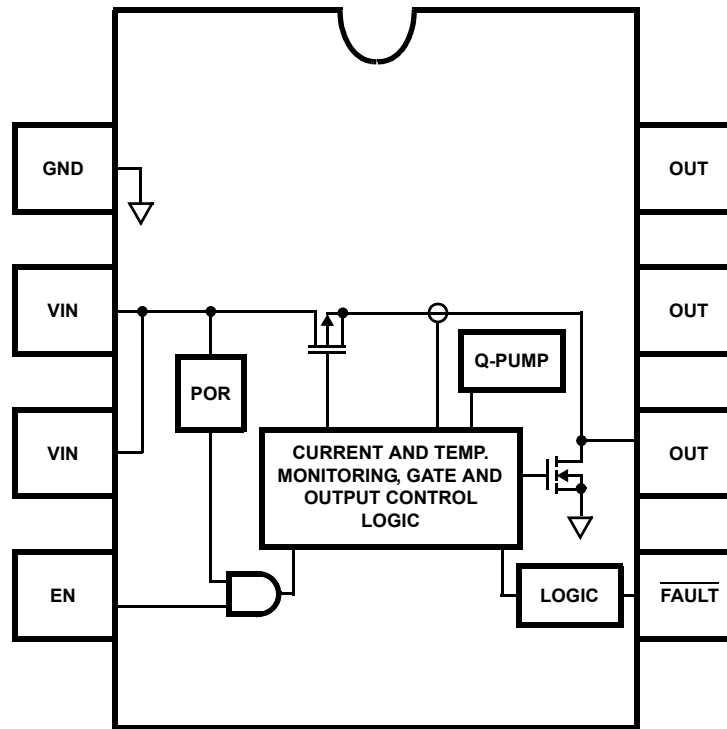 GND
OUT
VIN
OUT
Q-PUMP
POR
VIN
CURRENT AND TEMP.
MONITORING, GATE AND
OUTPUT CONTROL
LOGIC
OUT
EN
LOGIC
FAULT